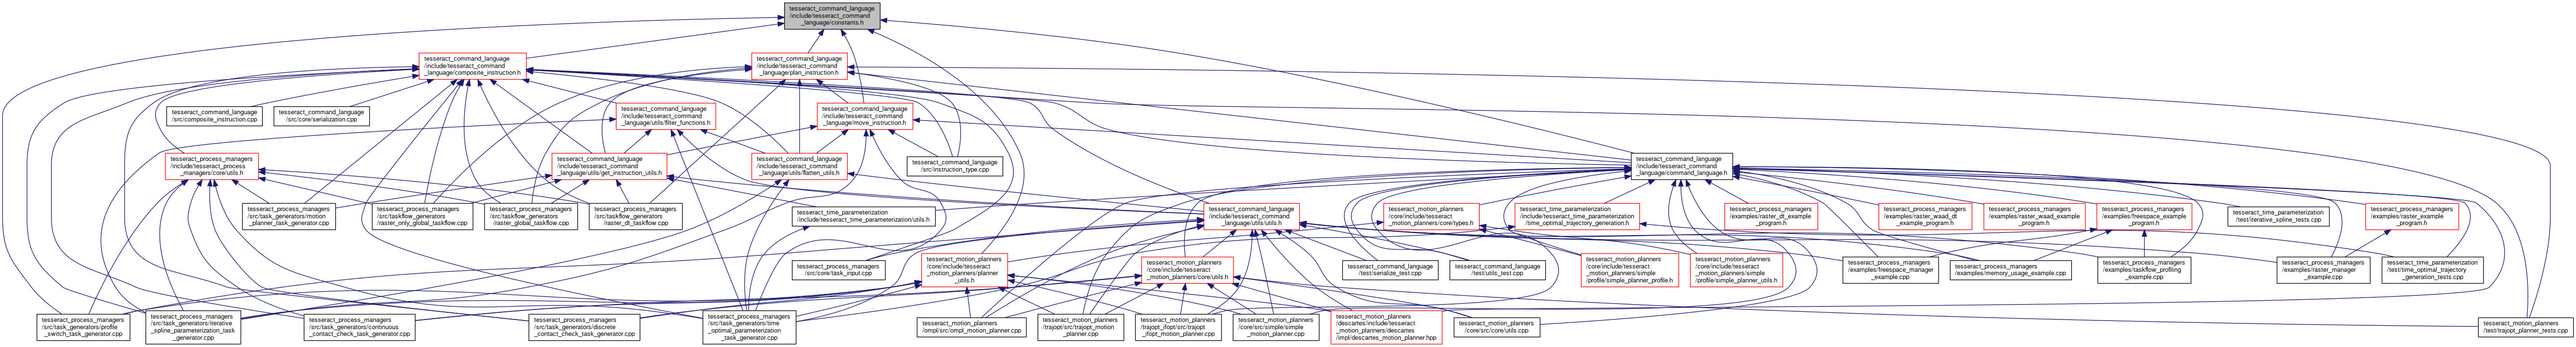 tesseract_command_language
/include/tesseract_command
_language/constants.h
tesseract_command_language
/include/tesseract_command
_language/composite_instruction.h
tesseract_command_language
/include/tesseract_command
_language/plan_instruction.h
tesseract_command_language
/src/composite_instruction.cpp
tesseract_command_language
/src/core/serialization.cpp
tesseract_command_language
/include/tesseract_command
_language/utils/filter_functions.h
tesseract_command_language
/include/tesseract_command
_language/move_instruction.h
tesseract_process_managers
/include/tesseract_process
_managers/core/utils.h
tesseract_command_language
/include/tesseract_command
_language/utils/get_instruction_utils.h
tesseract_command_language
/include/tesseract_command
_language/utils/flatten_utils.h
tesseract_command_language
/src/instruction_type.cpp
tesseract_command_language
/include/tesseract_command
_language/command_language.h
tesseract_process_managers
/src/task_generators/motion
_planner_task_generator.cpp
tesseract_process_managers
/src/taskflow_generators
/raster_only_global_taskflow.cpp
tesseract_process_managers
/src/taskflow_generators
/raster_global_taskflow.cpp
tesseract_process_managers
/src/taskflow_generators
/raster_dt_taskflow.cpp
tesseract_time_parameterization
/include/tesseract_time_parameterization/utils.h
tesseract_command_language
/include/tesseract_command
_language/utils/utils.h
tesseract_motion_planners
/core/include/tesseract
_motion_planners/core/types.h
tesseract_time_parameterization
/include/tesseract_time_parameterization
/time_optimal_trajectory_generation.h
tesseract_process_managers
/examples/raster_dt_example
_program.h
tesseract_process_managers
/examples/raster_waad_dt
_example_program.h
tesseract_process_managers
/examples/raster_waad_example
_program.h
tesseract_process_managers
/examples/freespace_example
_program.h
tesseract_time_parameterization
/test/iterative_spline_tests.cpp
tesseract_process_managers
/examples/raster_example
_program.h
tesseract_process_managers
/src/core/task_input.cpp
tesseract_motion_planners
/core/include/tesseract
_motion_planners/planner
_utils.h
tesseract_motion_planners
/core/include/tesseract
_motion_planners/core/utils.h
tesseract_command_language
/test/serialize_test.cpp
tesseract_command_language
/test/utils_test.cpp
tesseract_motion_planners
/core/include/tesseract
_motion_planners/simple
/profile/simple_planner_profile.h
tesseract_motion_planners
/core/include/tesseract
_motion_planners/simple
/profile/simple_planner_utils.h
tesseract_process_managers
/examples/freespace_manager
_example.cpp
tesseract_process_managers
/examples/memory_usage_example.cpp
tesseract_process_managers
/examples/taskflow_profiling
_example.cpp
tesseract_process_managers
/examples/raster_manager
_example.cpp
tesseract_time_parameterization
/test/time_optimal_trajectory
_generation_tests.cpp
tesseract_process_managers
/src/task_generators/profile
_switch_task_generator.cpp
tesseract_process_managers
/src/task_generators/iterative
_spline_parameterization_task
_generator.cpp
tesseract_process_managers
/src/task_generators/continuous
_contact_check_task_generator.cpp
tesseract_process_managers
/src/task_generators/discrete
_contact_check_task_generator.cpp
tesseract_process_managers
/src/task_generators/time
_optimal_parameterization
_task_generator.cpp
tesseract_motion_planners
/ompl/src/ompl_motion_planner.cpp
tesseract_motion_planners
/trajopt/src/trajopt_motion
_planner.cpp
tesseract_motion_planners
/trajopt_ifopt/src/trajopt
_ifopt_motion_planner.cpp
tesseract_motion_planners
/core/src/simple/simple
_motion_planner.cpp
tesseract_motion_planners
/descartes/include/tesseract
_motion_planners/descartes
/impl/descartes_motion_planner.hpp
tesseract_motion_planners
/core/src/core/utils.cpp
tesseract_motion_planners
/test/trajopt_planner_tests.cpp